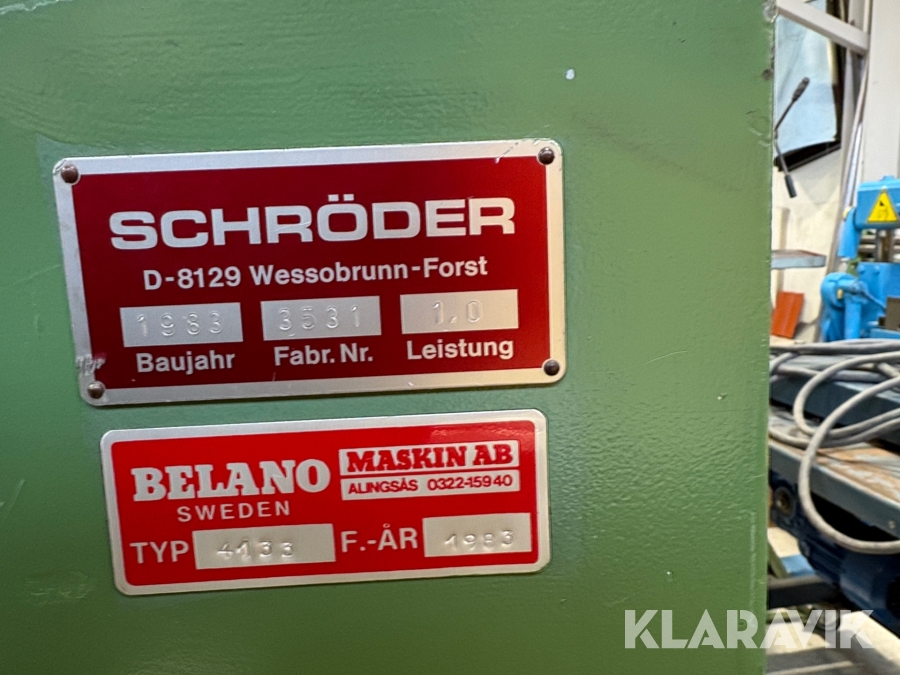 SCHRÖDER
D-8129 Wessobrunn-Forst
1983 3531 1,0
Baujahr Fabr. Nr. Leistung
BELANO MASKIN AB
SWEDEN ALINGSÅS 0322-15940
TYP 4133 F.-ÅR 1983
KLARAVIK